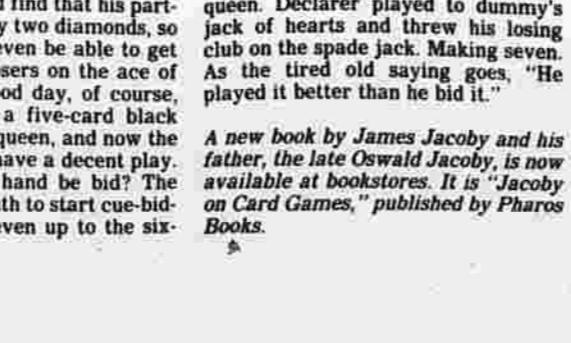 find that his part-
y two diamonds, so
even be able to get
sers on the ace of
od day, of course,
a five-card black
queen, and now the
have a decent play.
hand be bid? The
th to start cue-bid-
even up to the six-
queen. Declarer played to dummy's
jack of hearts and threw his losing
club on the spade jack. Making seven.
As the tired old saying goes, "He
played it better than he bid it."
A new book by James Jacoby and his
father, the late Oswald Jacoby, is now
available at bookstores. It is "Jacoby
on Card Games," published by Pharos
Books.